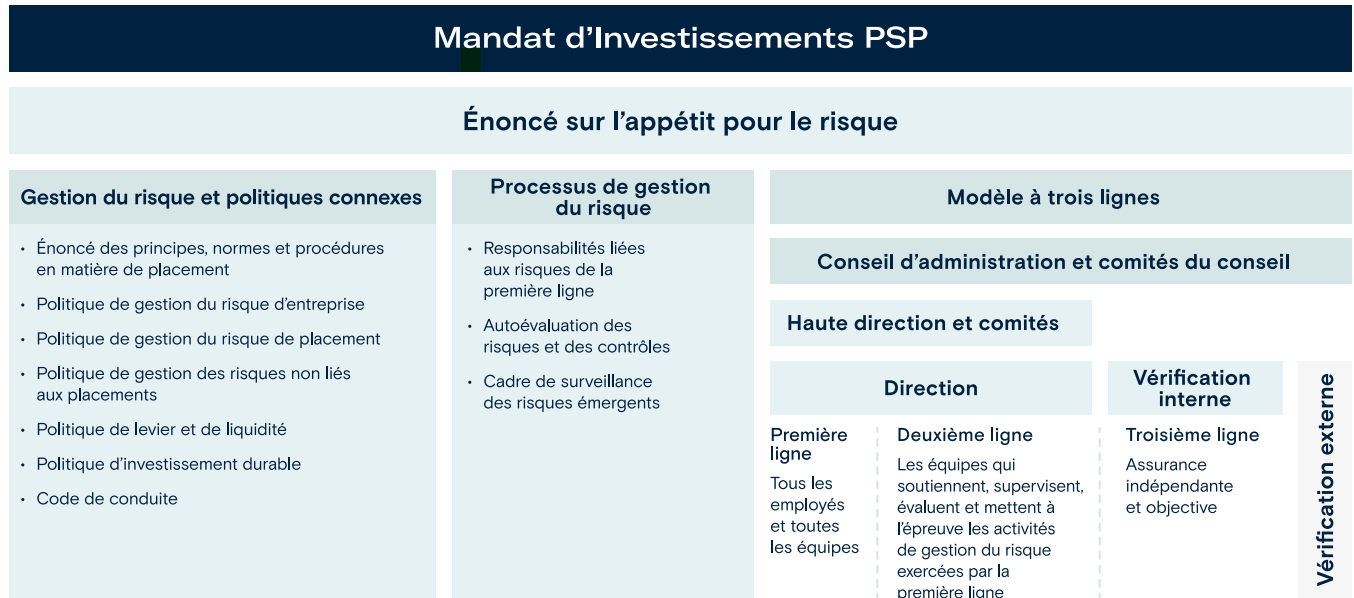 Mandat d'Investissements PSP
Énoncé sur l'appétit pour le risque
Gestion du risque et politiques connexes
• Énoncé des principes, normes et procédures
en matière de placement
• Politique de gestion du risque d'entreprise
• Politique de gestion du risque de placement
• Politique de gestion des risques non liés
aux placements
• Politique de levier et de liquidité
• Politique d'investissement durable
• Code de conduite
Processus de gestion
du risque
• Responsabilités liées
aux risques de la
première ligne
• Autoévaluation des
risques et des contrôles
• Cadre de surveillance
des risques émergents
Modèle à trois lignes
Conseil d'administration et comités du conseil
Haute direction et comités
Direction
Première
ligne
Tous les
employés
et toutes
les équipes
Deuxième ligne
Les équipes qui
soutiennent, supervisent,
évaluent et mettent à
l'épreuve les activités
de gestion du risque
exercées par la
première ligne
Vérification
interne
Troisième ligne
Assurance
indépendante
et objective
Vérification externe